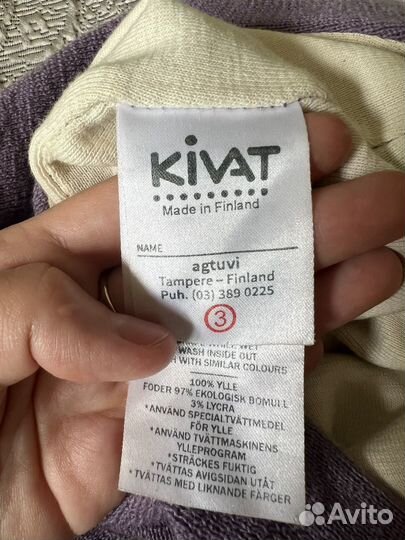 KIVAT
Made in Finland
NAME
agtuvi
Tampere – Finland
Puh. (03) 389 0225
3
WHILE WET
WASH INSIDE OUT
WITH SIMILAR COLOURS
100% YLLE
FODER 97% EKOLOGISK BOMULL
3% LYCRA
*ANVÄND SPECIALTVÄTTMEDEL
FÖR YLLE
*ANVÄND TVÄTTMASKINENS
YLLEPROGRAM
*STRÄCKES FUKTIG
*TVÄTTAS AVIGSIDAN UTÅT
*TVÄTTAS MED LIKNANDE FÄRGER
Avito